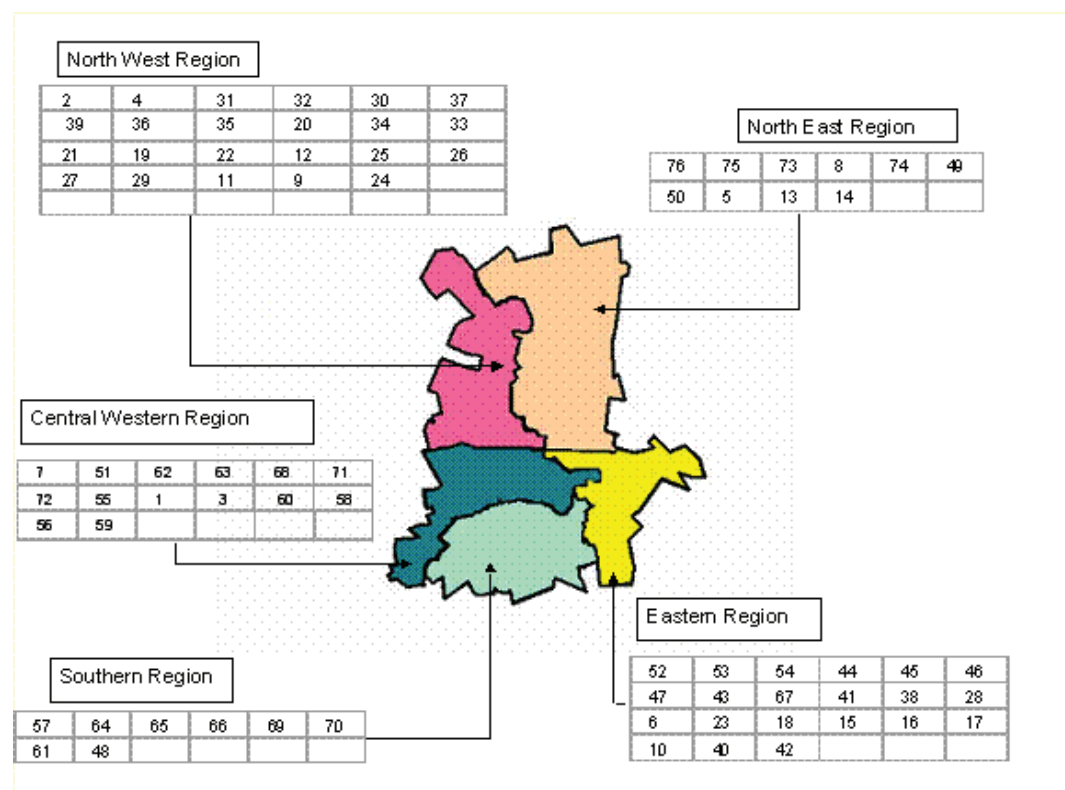 North West Region
2 4 31 32 30 37
39 36 35 20 34 33
21 19 22 12 25 26
27 29 11 9 24
North East Region
76 75 73 8 74 49
50 5 13 14
Central Western Region
7 51 62 63 68 71
72 55 1 3 60 58
56 59
Eastern Region
52 53 54 44 45 46
47 43 67 41 38 28
6 23 18 15 16 17
10 40 42
Southern Region
57 64 65 66 69 70
61 48